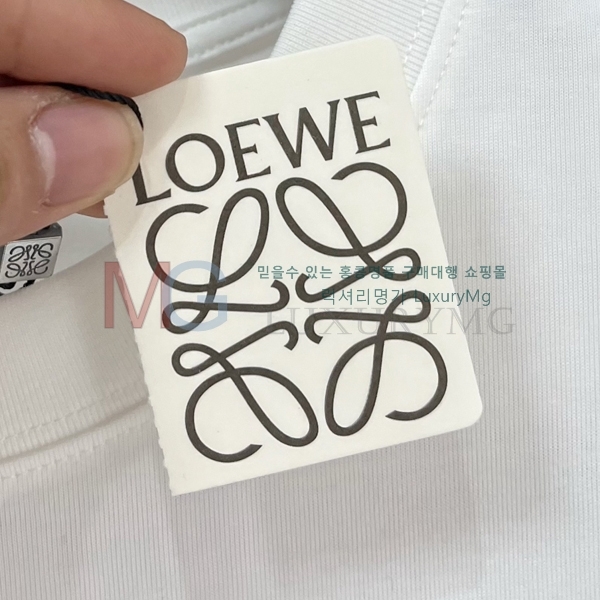 LOEWE
믿을수 있는 홍콩명품 구매대행 쇼핑몰
MG
럭셔리명가 LuxuryMg
LUXURYMG